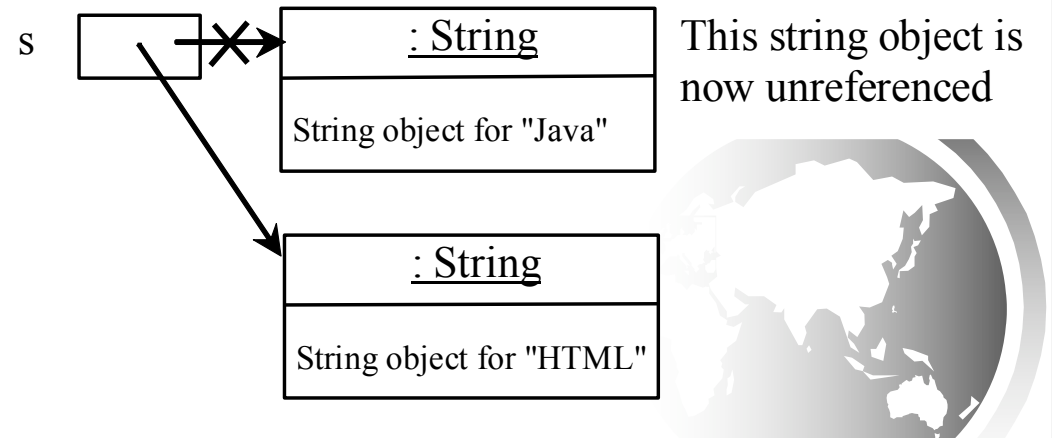 s
: String
String object for "Java"
This string object is
now unreferenced
: String
String object for "HTML"